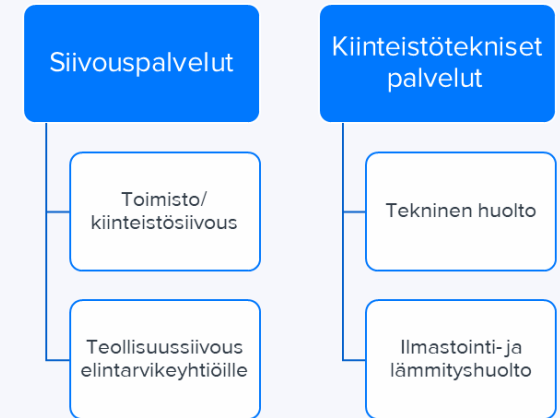 Siivouspalvelut
Toimisto/
kiinteistösiivous
Teollisuussiivous
elintarvikeyhtiöille
Kiinteistötekniset
palvelut
Tekninen huolto
Ilmastointi- ja
lämmityshuolto